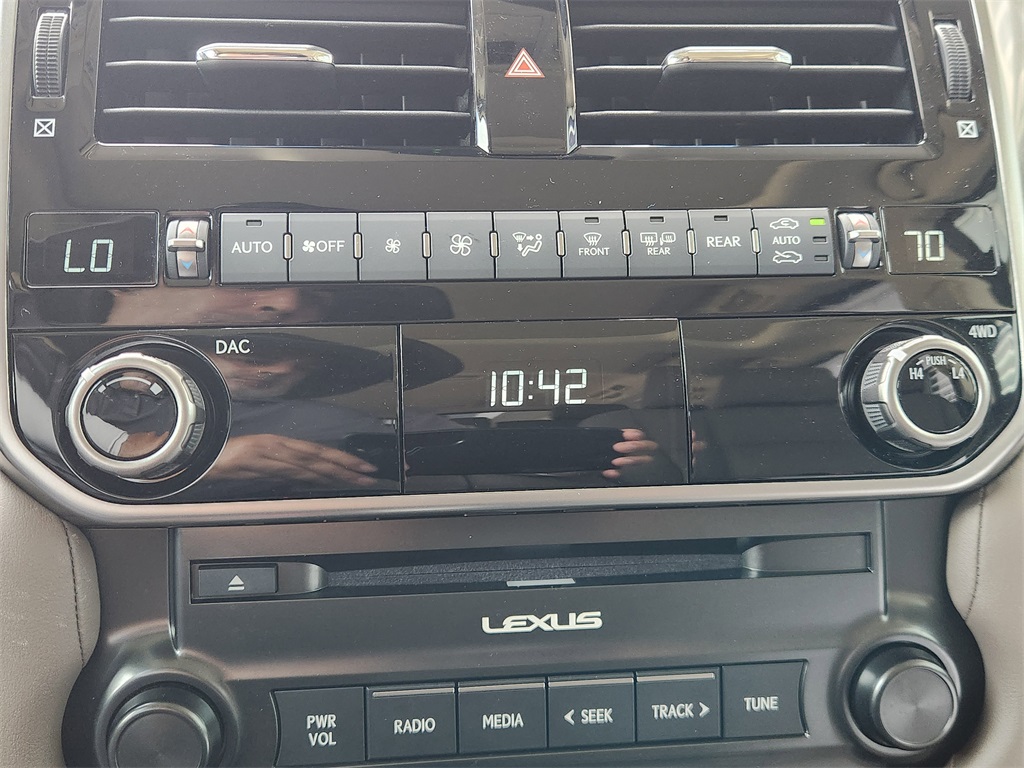 LO
AUTO
OFF
FRONT
REAR
REAR
AUTO
70
DAC
10:42
4WD
PUSH
H4 L4
LEXUS
PWR
VOL
RADIO
MEDIA
< SEEK
TRACK >
TUNE